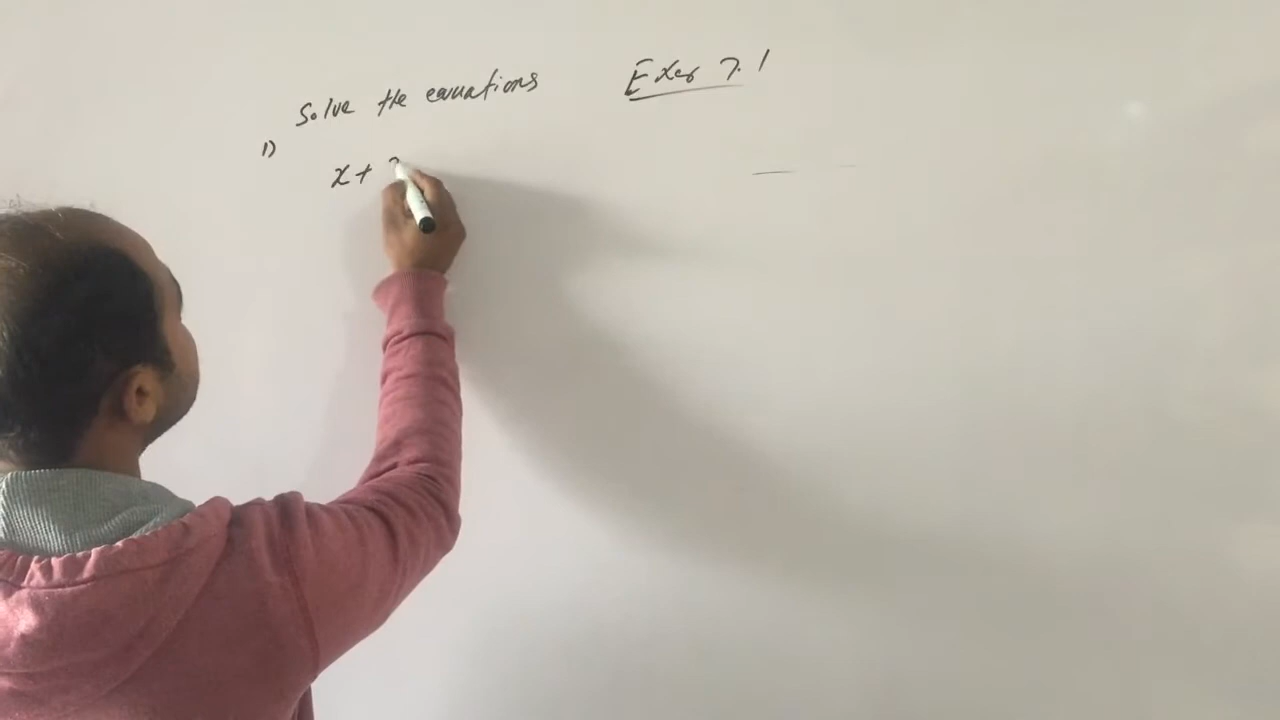 Solve the equations Exer 7.1
1)
x+